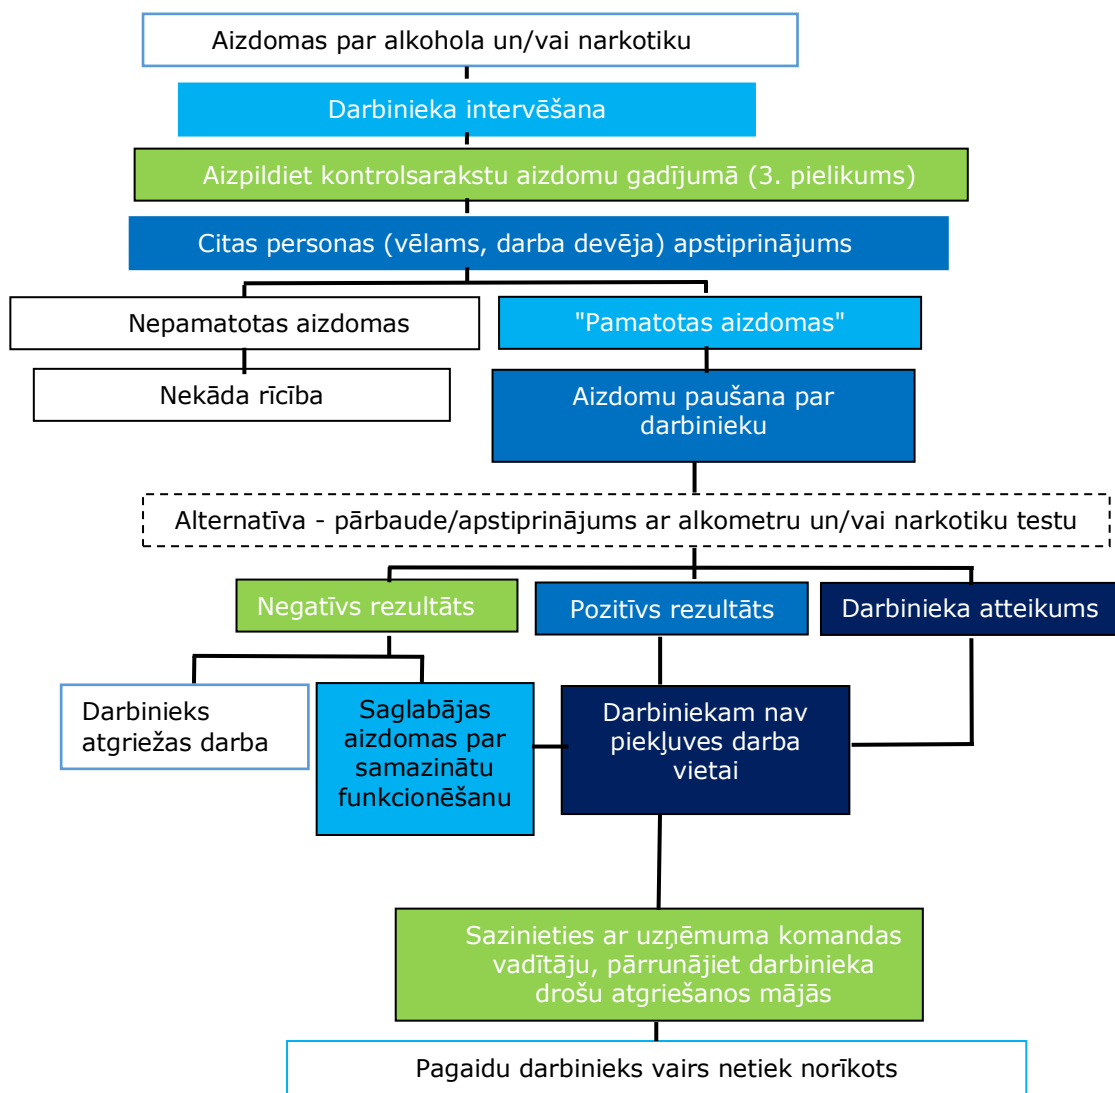 Aizdomas par alkohola un/vai narkotiku
Darbinieka intervēšana
Aizpildiet kontrolsarakstu aizdomu gadījumā (3. pielikums)
Citas personas (vēlams, darba devēja) apstiprinājums
Nepamatotas aizdomas
"Pamatotas aizdomas"
Nekāda rīcība
Aizdomu paušana par
darbinieku
Alternatīva - pārbaude/apstiprinājums ar alkometru un/vai narkotiku testu
Negatīvs rezultāts
Pozitīvs rezultāts
Darbinieka atteikums
Darbinieks
atgriežas darba
Saglabājas
aizdomas par
samazinātu
funkcionēšanu
Darbiniekam nav
piekļuves darba
vietai
Sazinieties ar uzņēmuma komandas
vadītāju, pārrunājiet darbinieka
drošu atgriešanos mājās
Pagaidu darbinieks vairs netiek norīkots